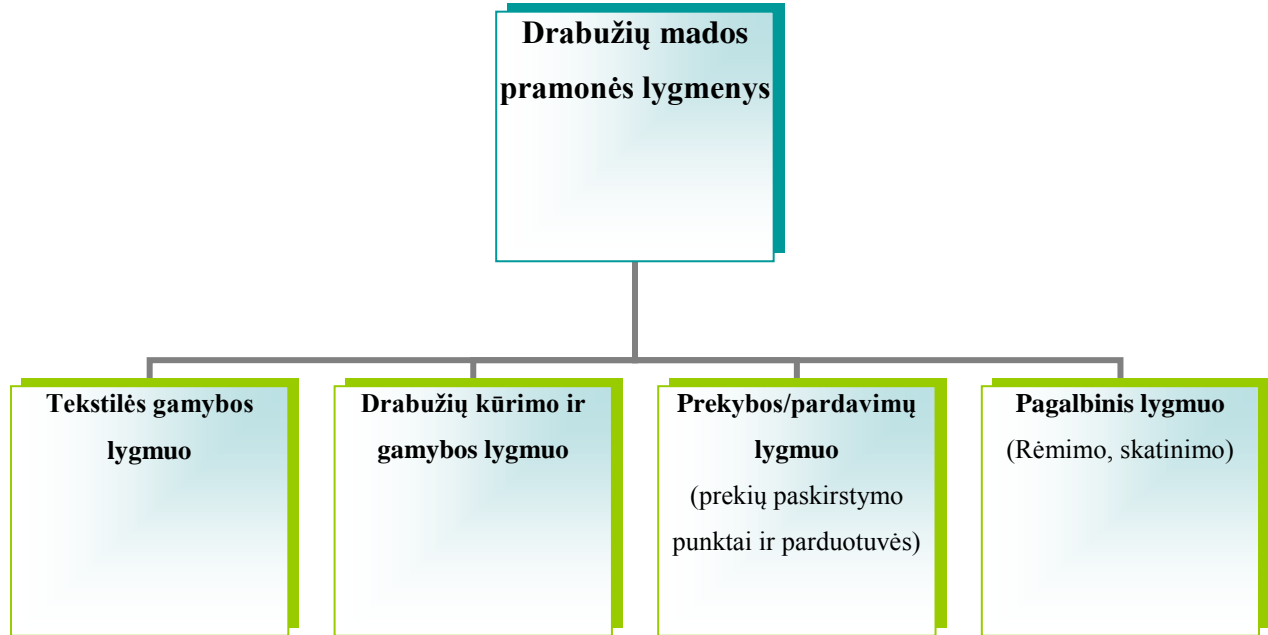 Drabužių mados
pramonės lygmenys
Tekstilės gamybos
lygmuo
Drabužių kūrimo ir
gamybos lygmuo
Prekybos/pardavimų
lygmuo
(prekių paskirstymo
punktai ir parduotuvės)
Pagalbinis lygmuo
(Rėmimo, skatinimo)